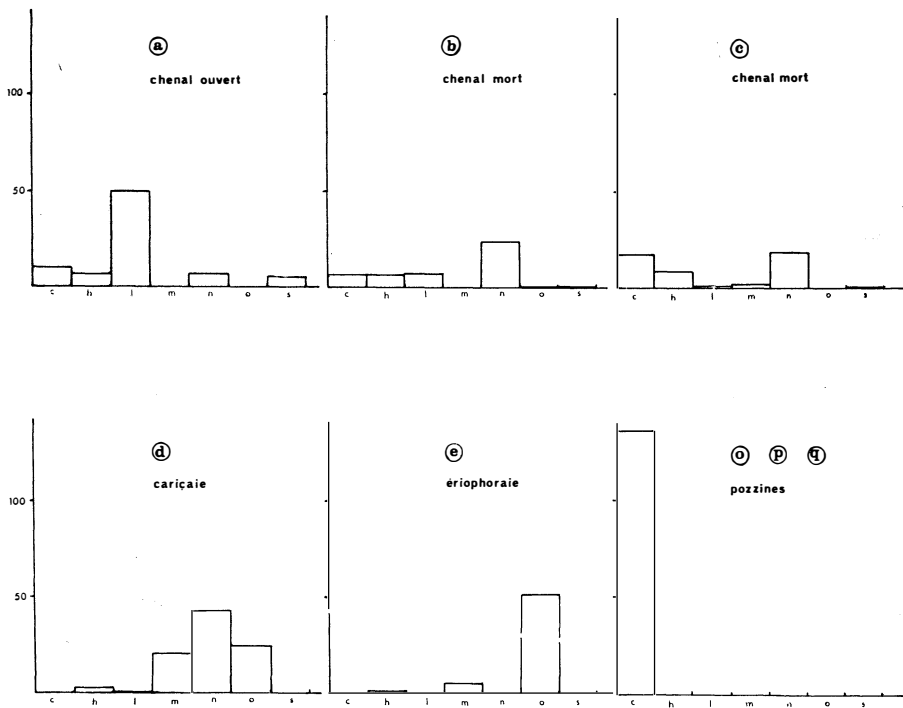 a
b
c
chenal ouvert
chenal mort
chenal mort
100
50
c h l m n o s
c h l m n o s
c h l m n o s
d
e
o p q
cariçaie
ériophoraie
pozzines
100
50
c h l m n o s
c h l m n o s
c h l m n o s